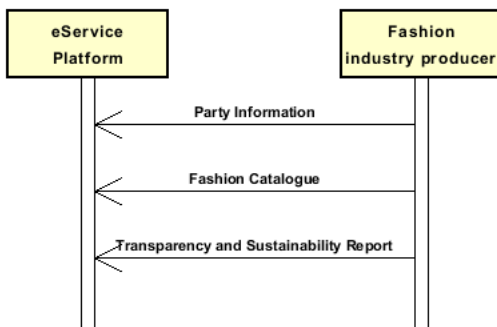 eService
Platform
Fashion
industry producer
Party Information
Fashion Catalogue
Transparency and Sustainability Report